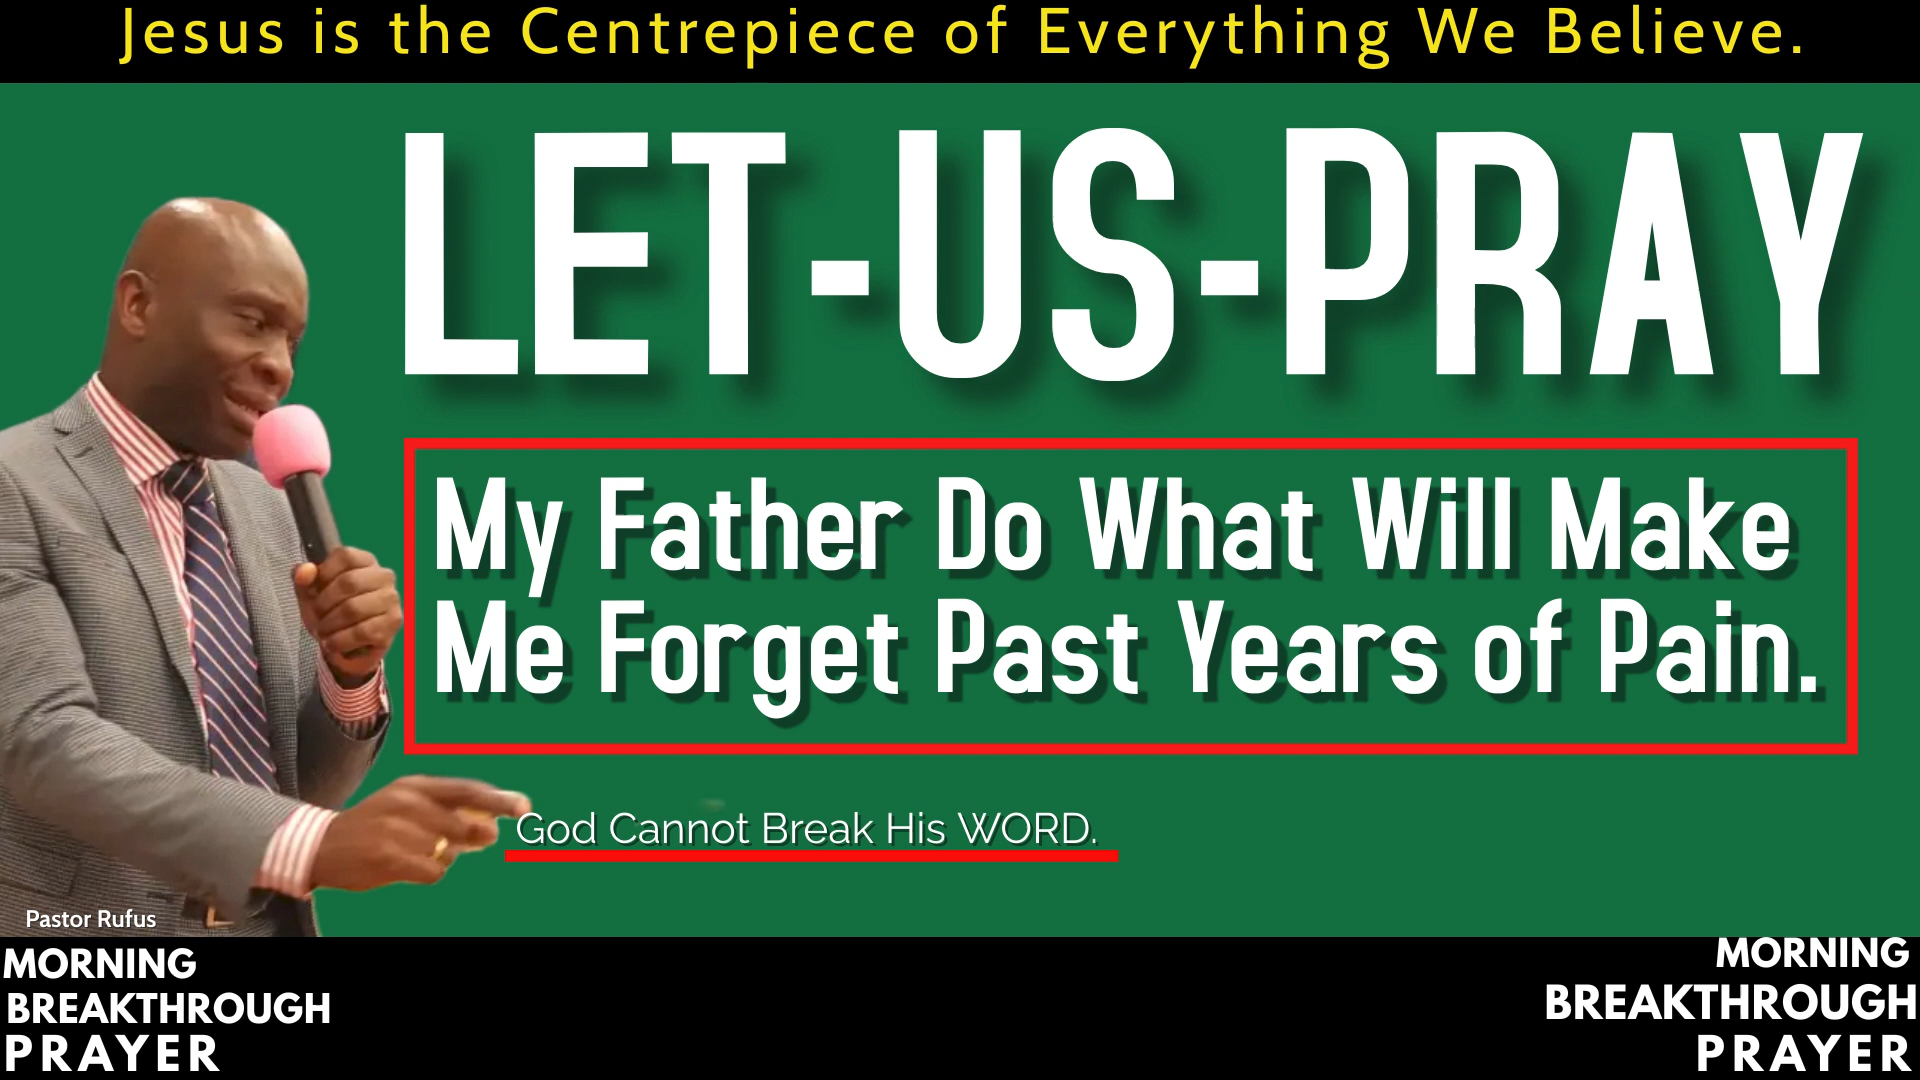 Jesus is the Centrepiece of Everything We Believe.
LET-US-PRAY
My Father Do What Will Make
Me Forget Past Years of Pain.
God Cannot Break His WORD.
Pastor Rufus
MORNING
BREAKTHROUGH
PRAYER
MORNING
BREAKTHROUGH
PRAYER